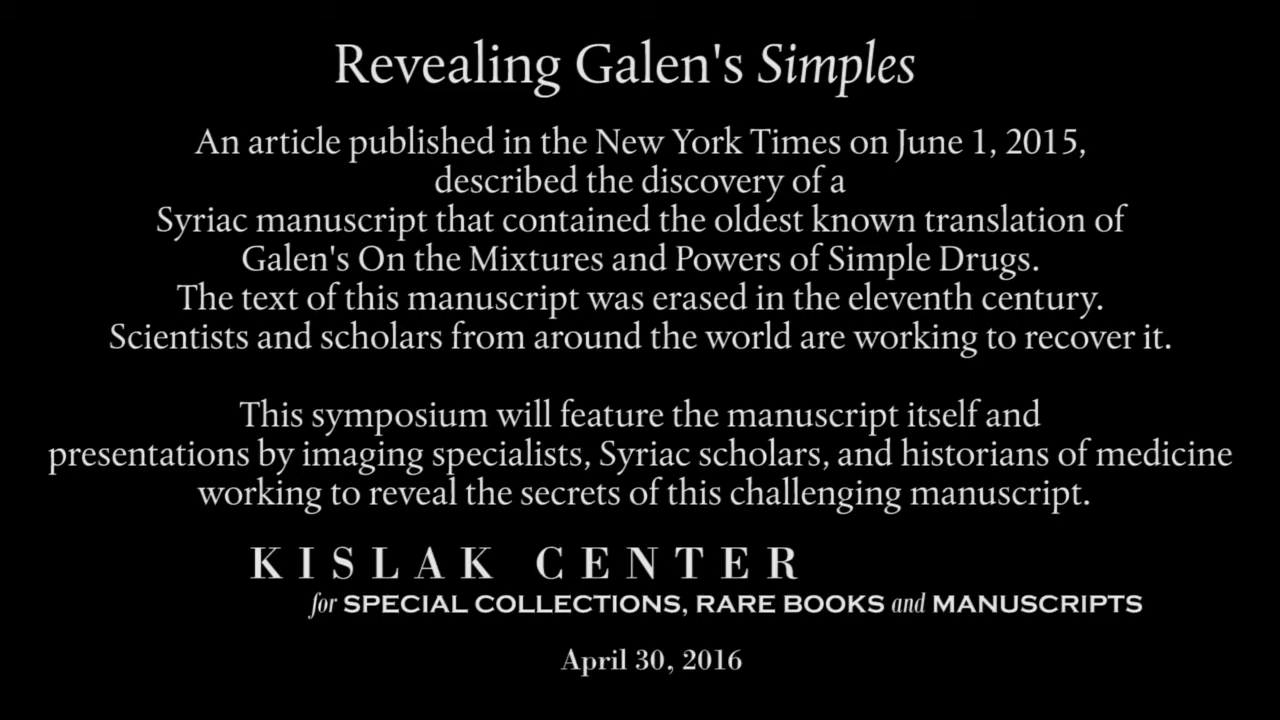 Revealing Galen's Simples
An article published in the New York Times on June 1, 2015,
described the discovery of a
Syriac manuscript that contained the oldest known translation of
Galen's On the Mixtures and Powers of Simple Drugs.
The text of this manuscript was erased in the eleventh century.
Scientists and scholars from around the world are working to recover it.
This symposium will feature the manuscript itself and
presentations by imaging specialists, Syriac scholars, and historians of medicine
working to reveal the secrets of this challenging manuscript.
KISLAK CENTER
for SPECIAL COLLECTIONS, RARE BOOKS and MANUSCRIPTS
April 30, 2016